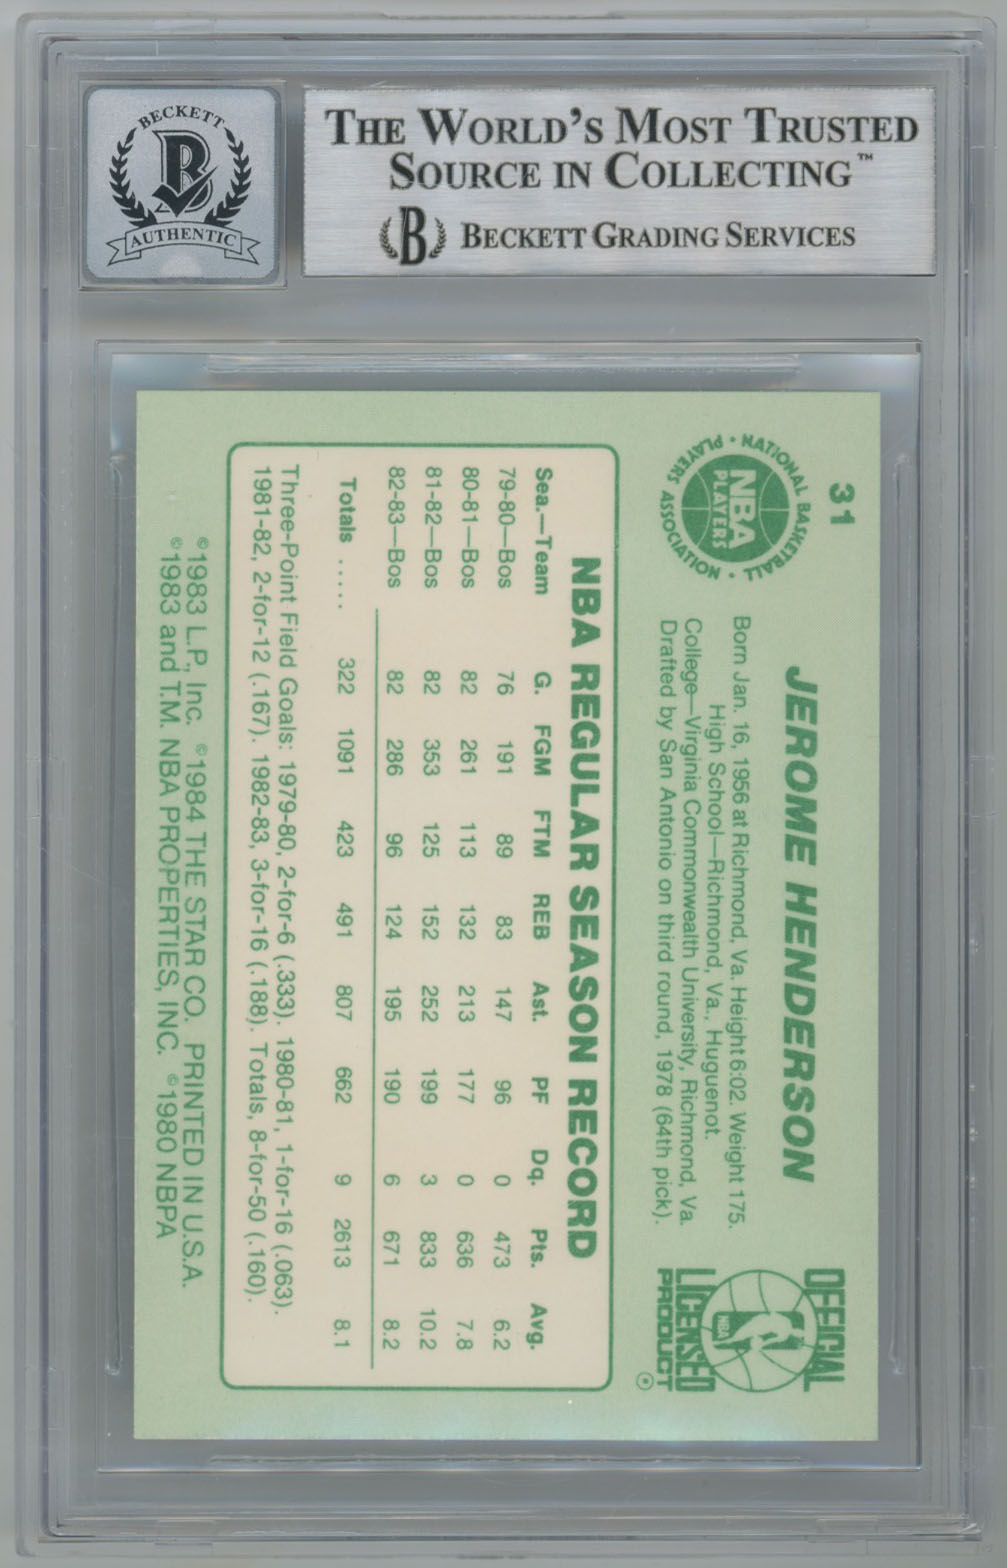 BECKETT
B
AUTHENTIC
THE WORLD'S MOST TRUSTED
SOURCE IN COLLECTING™
B BECKETT GRADING SERVICES
31
NATIONAL BASKETBALL PLAYERS ASSOCIATION
NBA
PLAYERS
JEROME HENDERSON
Born Jan. 16, 1956 at Richmond, Va. Height 6:02. Weight 175.
High School—Richmond, Va., Huguenot.
College—Virginia Commonwealth University, Richmond, Va.
Drafted by San Antonio on third round, 1978 (64th pick).
OFFICIAL
NBA
LICENSED
PRODUCT ®
NBA REGULAR SEASON RECORD
Sea.—Team G. FGM FTM REB Ast. PF Dq. Pts. Avg.
79-80—Bos 76 191 89 83 147 96 0 473 6.2
80-81—Bos 82 261 113 132 213 177 0 636 7.8
81-82—Bos 82 353 125 152 252 199 3 833 10.2
82-83—Bos 82 286 96 124 195 190 6 671 8.2
Totals ..... 322 1091 423 491 807 662 9 2613 8.1
Three-Point Field Goals: 1979-80, 2-for-6 (.333). 1980-81, 1-for-16 (.063).
1981-82, 2-for-12 (.167). 1982-83, 3-for-16 (.188). Totals, 8-for-50 (.160).
©1983 L.P., Inc. ©1984 THE STAR CO. PRINTED IN U.S.A.
©1983 and T.M. NBA PROPERTIES, INC. ©1980 NBPA